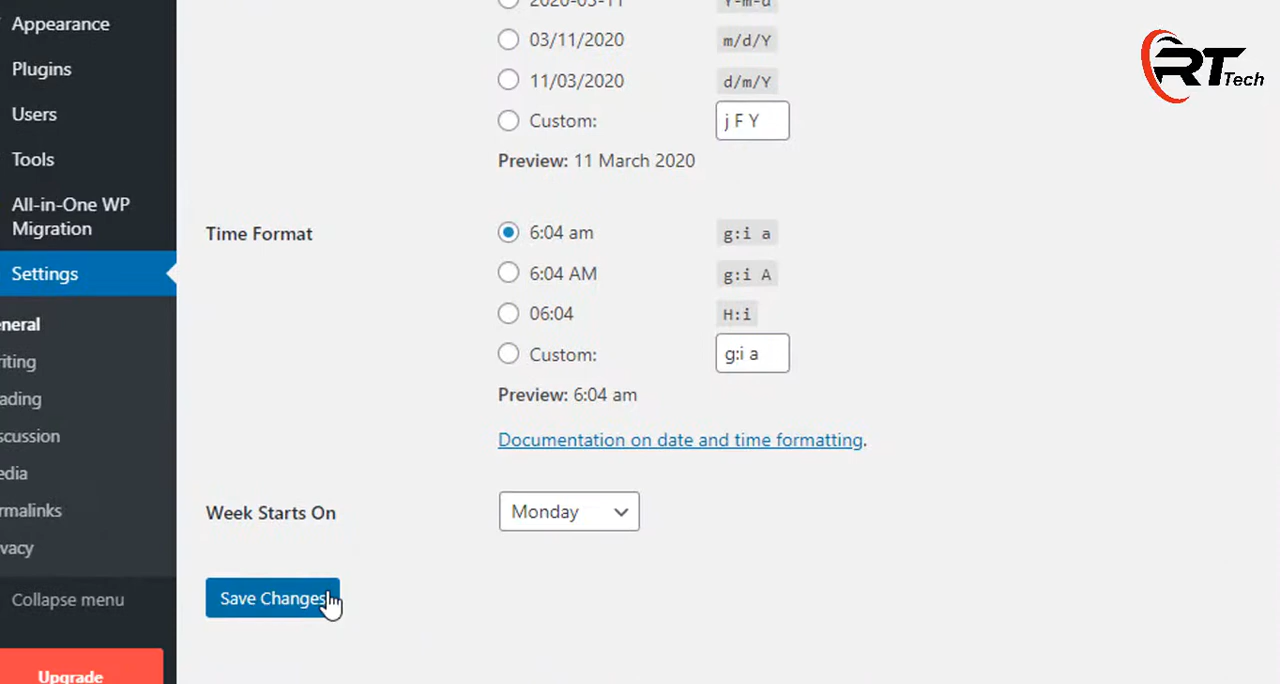 Appearance
Plugins
Users
Tools
All-in-One WP
Migration
Settings
neral
iting
ading
scussion
edia
rmalinks
vacy
Collapse menu
Upgrade
2020-03-11 Y-m-d
03/11/2020 m/d/Y
11/03/2020 d/m/Y
Custom: j F Y
Preview: 11 March 2020
Time Format
6:04 am g:i a
6:04 AM g:i A
06:04 H:i
Custom: g:i a
Preview: 6:04 am
Documentation on date and time formatting.
Week Starts On Monday
Save Changes
RT Tech